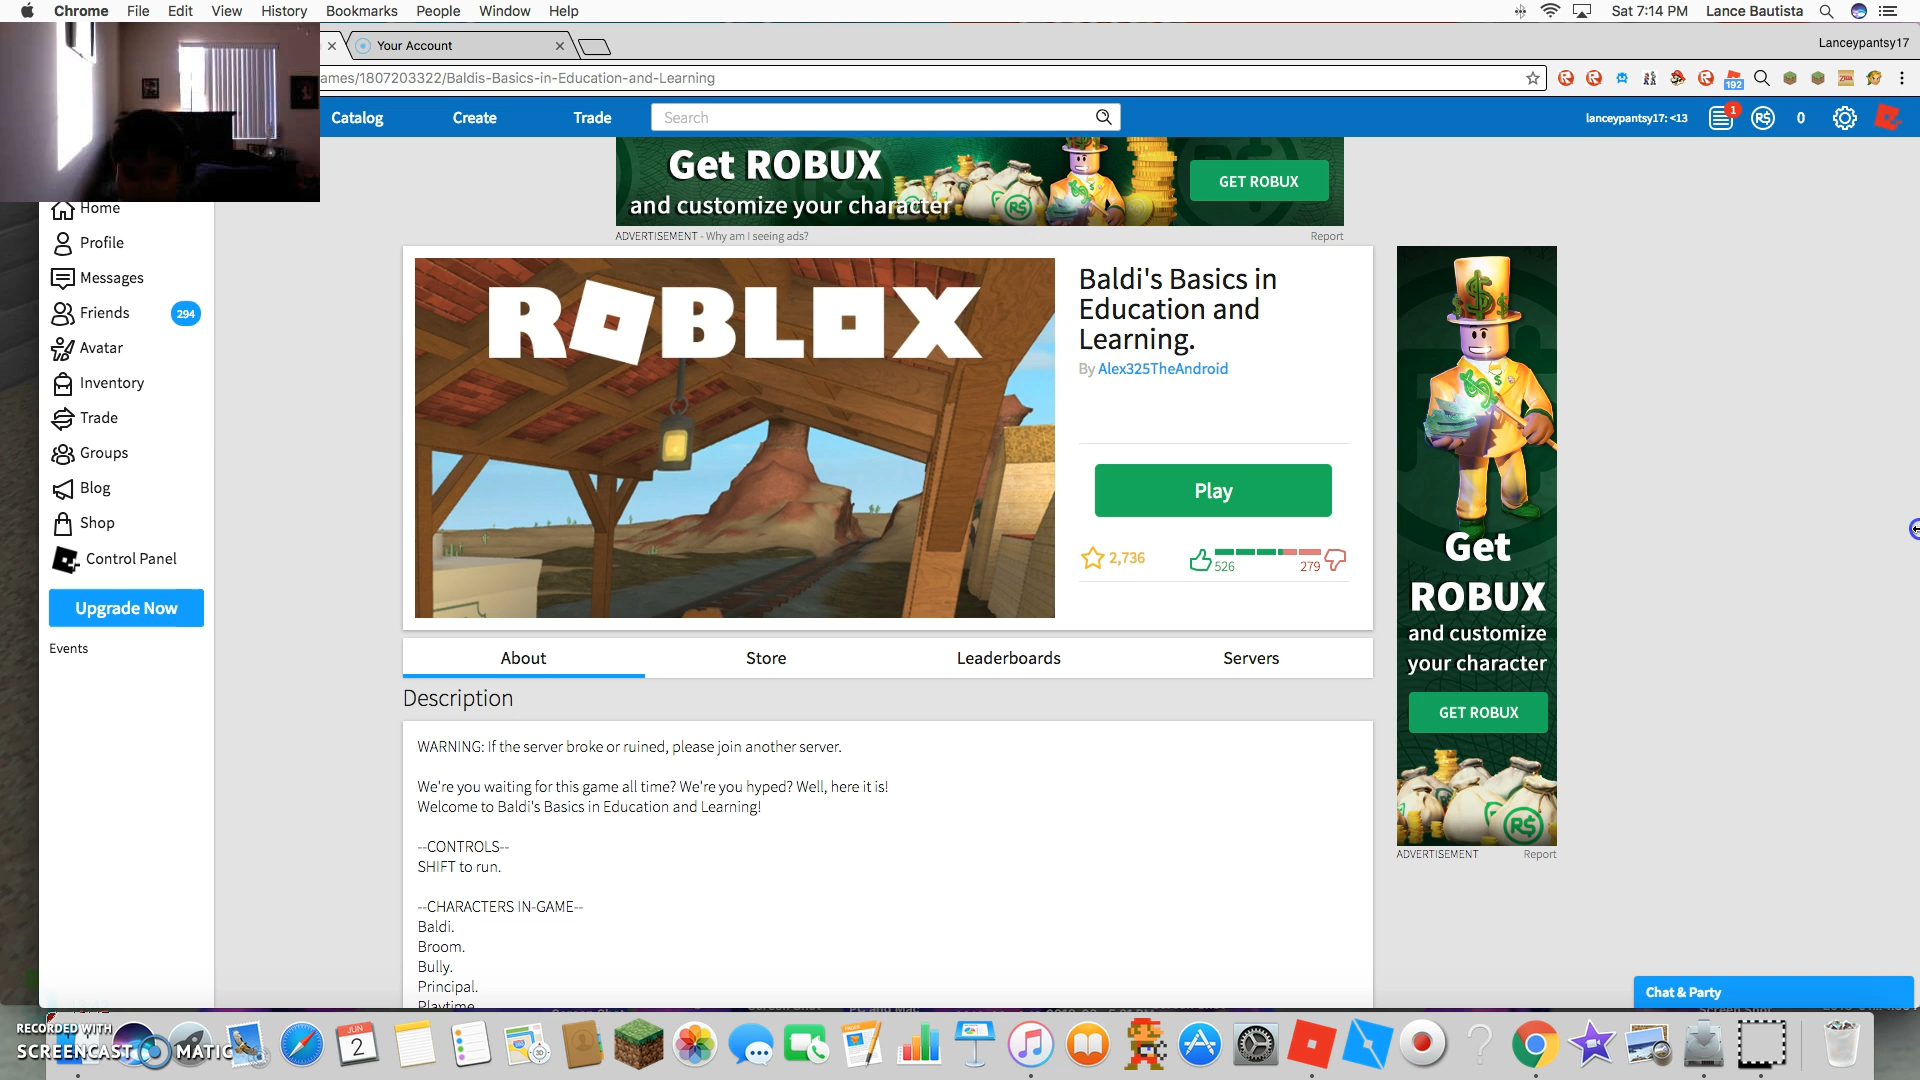 Chrome File Edit View History Bookmarks People Window Help Sat 7:14 PM Lance Bautista
Your Account Lanceypantsy17
ames/1807203322/Baldis-Basics-in-Education-and-Learning 192
Catalog Create Trade Search lanceypantsy17: <13 1 R$ 0
Get ROBUX
and customize your character
GET ROBUX
ADVERTISEMENT - Why am I seeing ads? Report
Home
Profile
Messages
Friends 294
Avatar
Inventory
Trade
Groups
Blog
Shop
Control Panel
Upgrade Now
Events
ROBLOX
Baldi's Basics in
Education and
Learning.
By Alex325TheAndroid
Play
2,736 526 279
Get
ROBUX
and customize
your character
GET ROBUX
R$
ADVERTISEMENT Report
About Store Leaderboards Servers
Description
WARNING: If the server broke or ruined, please join another server.
We're you waiting for this game all time? We're you hyped? Well, here it is!
Welcome to Baldi's Basics in Education and Learning!
--CONTROLS--
SHIFT to run.
--CHARACTERS IN-GAME--
Baldi.
Broom.
Bully.
Principal.
Playtime
Chat & Party
RECORDED WITH
SCREENCAST MATIC
JUN
2
PAGES
3D